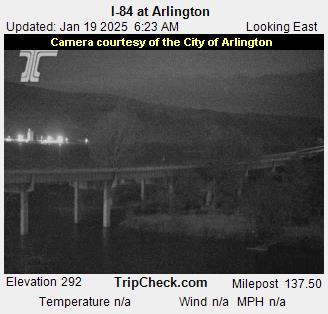 I-84 at Arlington
Updated: Jan 19 2025 6:23 AM Looking East
Camera courtesy of the City of Arlington
Elevation 292 TripCheck.com Milepost 137.50
Temperature n/a Wind n/a MPH n/a